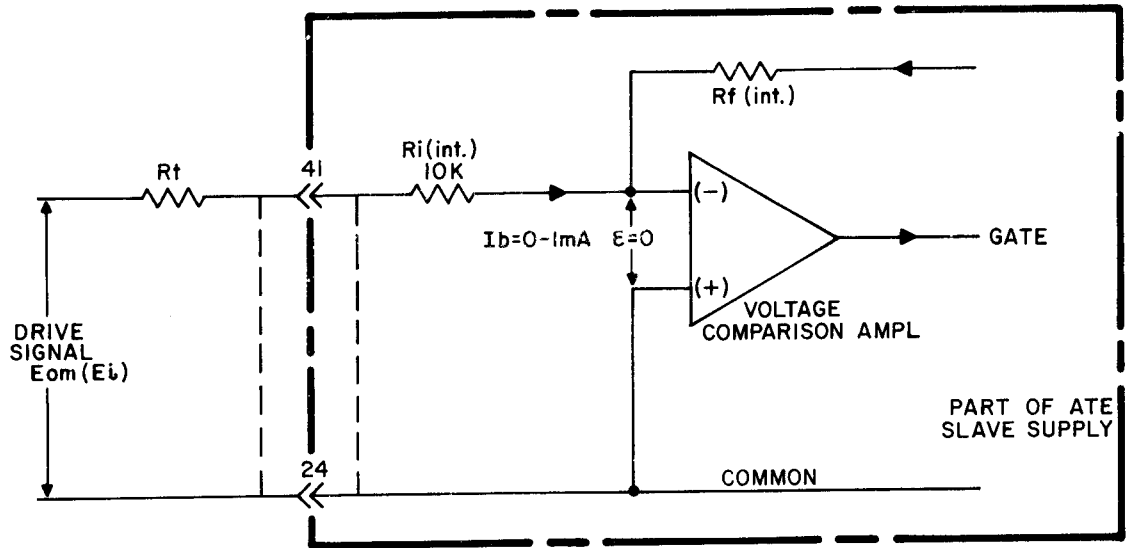 Rf (int.)
Rt
41
Ri (int.)
10K
(-)
Ib=0-1mA
ε=0
GATE
(+)
VOLTAGE
COMPARISON AMPL
DRIVE
SIGNAL
Eom (Ei)
PART OF ATE
SLAVE SUPPLY
24
COMMON